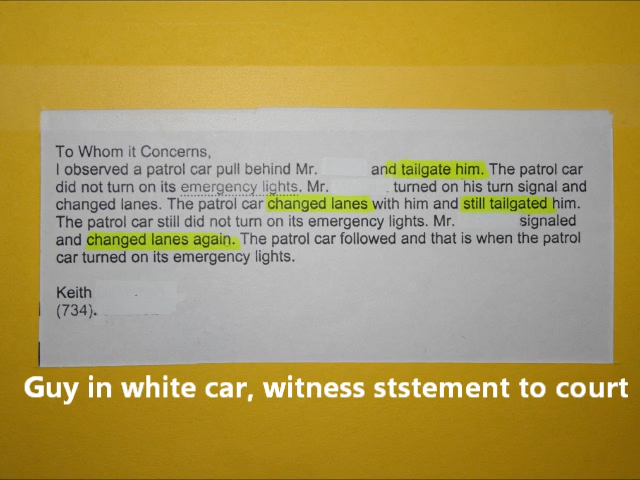 To Whom it Concerns,
I observed a patrol car pull behind Mr. and tailgate him. The patrol car
did not turn on its emergency lights. Mr. turned on his turn signal and
changed lanes. The patrol car changed lanes with him and still tailgated him.
The patrol car still did not turn on its emergency lights. Mr. signaled
and changed lanes again. The patrol car followed and that is when the patrol
car turned on its emergency lights.
Keith
(734).
Guy in white car, witness ststement to court